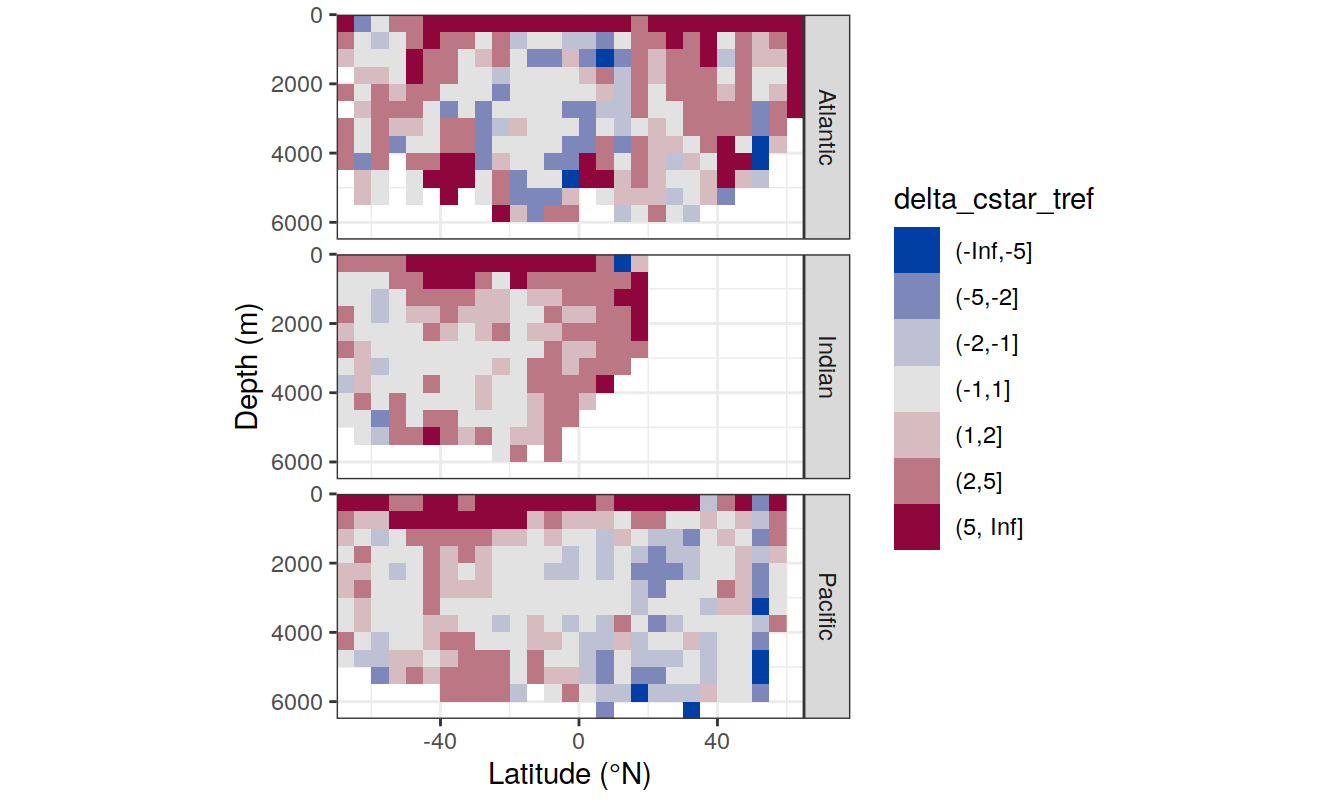 0
2000
4000
6000
Atlantic
0
2000
4000
6000
Indian
0
2000
4000
6000
Pacific
-40 0 40
Latitude (°N)
Depth (m)
delta_cstar_tref
(-Inf,-5]
(-5,-2]
(-2,-1]
(-1,1]
(1,2]
(2,5]
(5, Inf]